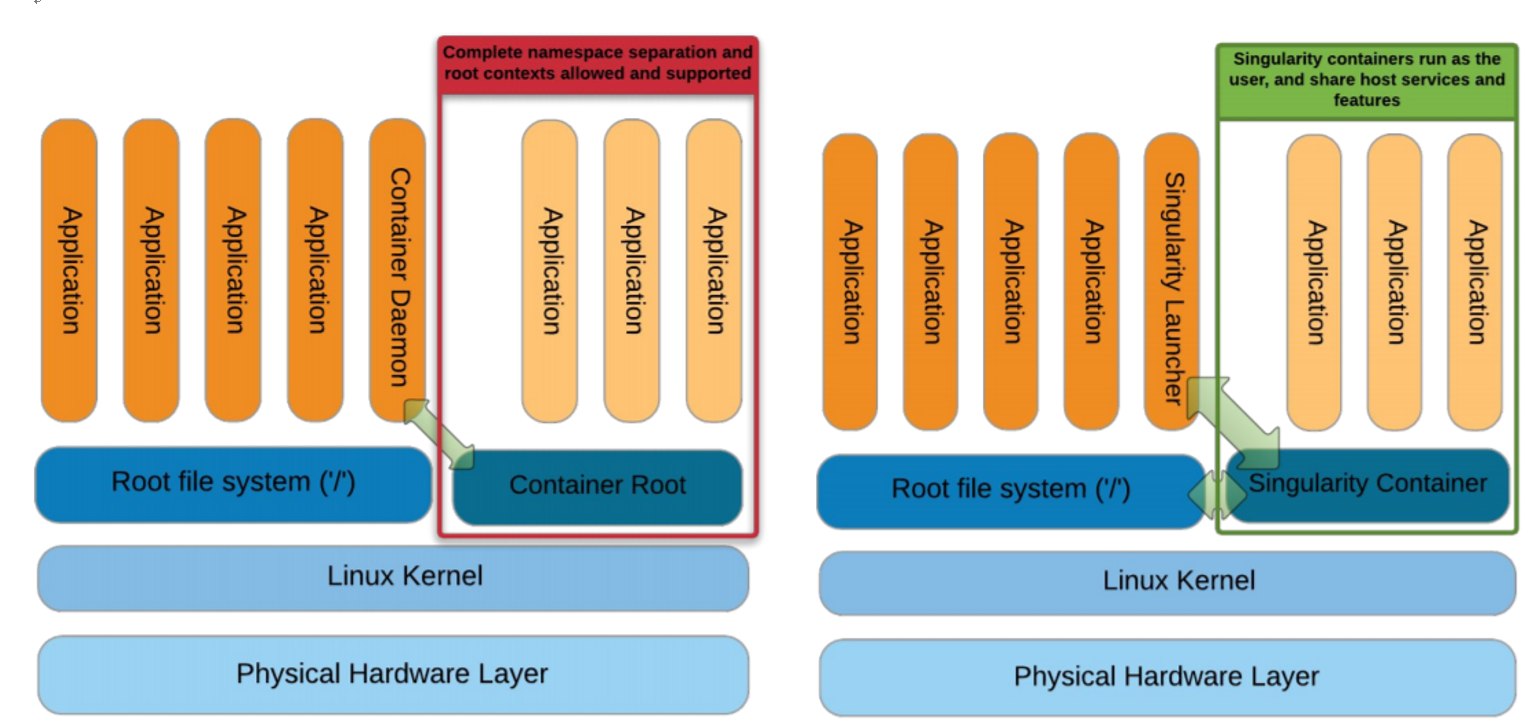 Complete namespace separation and
root contexts allowed and supported
Application
Application
Application
Application
Container Daemon
Application
Application
Application
Root file system ('/')
Container Root
Linux Kernel
Physical Hardware Layer
Singularity containers run as the
user, and share host services and
features
Application
Application
Application
Application
Singularity Launcher
Application
Application
Application
Root file system ('/')
Singularity Container
Linux Kernel
Physical Hardware Layer